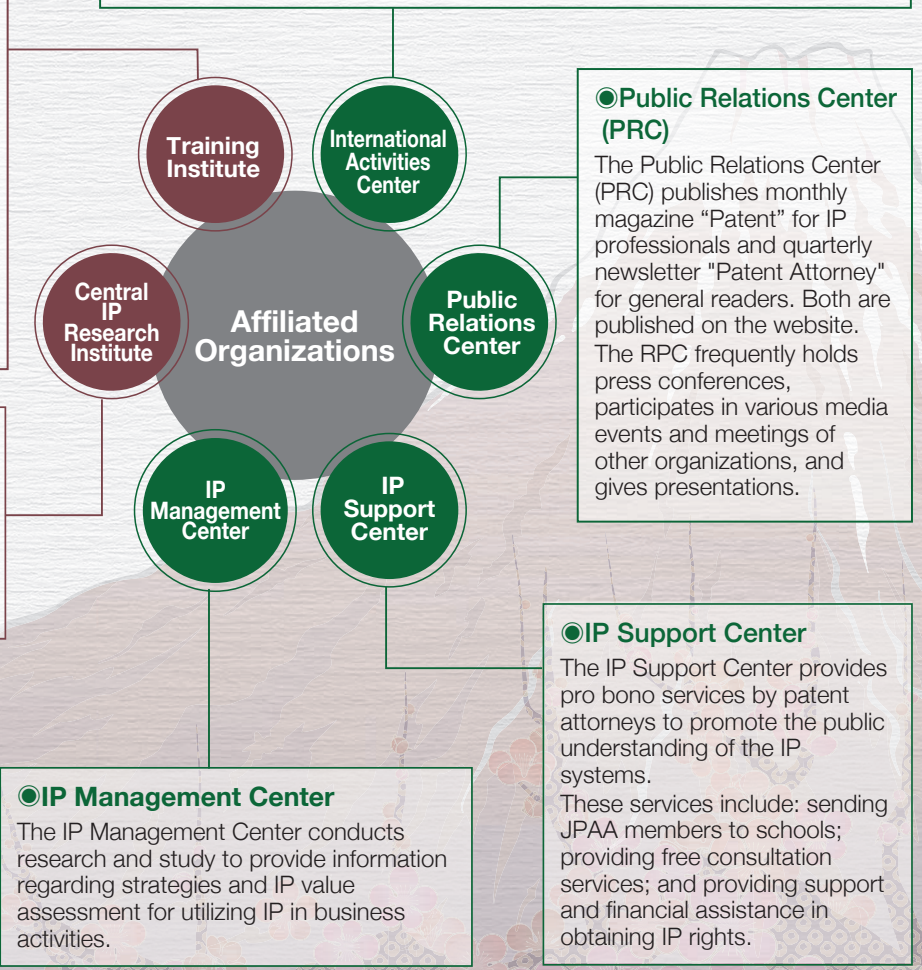 Training
Institute
International
Activities
Center
Central
IP
Research
Institute
Affiliated
Organizations
Public
Relations
Center
IP
Management
Center
IP
Support
Center
◉Public Relations Center
(PRC)
The Public Relations Center
(PRC) publishes monthly
magazine “Patent” for IP
professionals and quarterly
newsletter "Patent Attorney"
for general readers. Both are
published on the website.
The RPC frequently holds
press conferences,
participates in various media
events and meetings of
other organizations, and
gives presentations.
◉IP Support Center
The IP Support Center provides
pro bono services by patent
attorneys to promote the public
understanding of the IP
systems.
These services include: sending
JPAA members to schools;
providing free consultation
services; and providing support
and financial assistance in
obtaining IP rights.
◉IP Management Center
The IP Management Center conducts
research and study to provide information
regarding strategies and IP value
assessment for utilizing IP in business
activities.